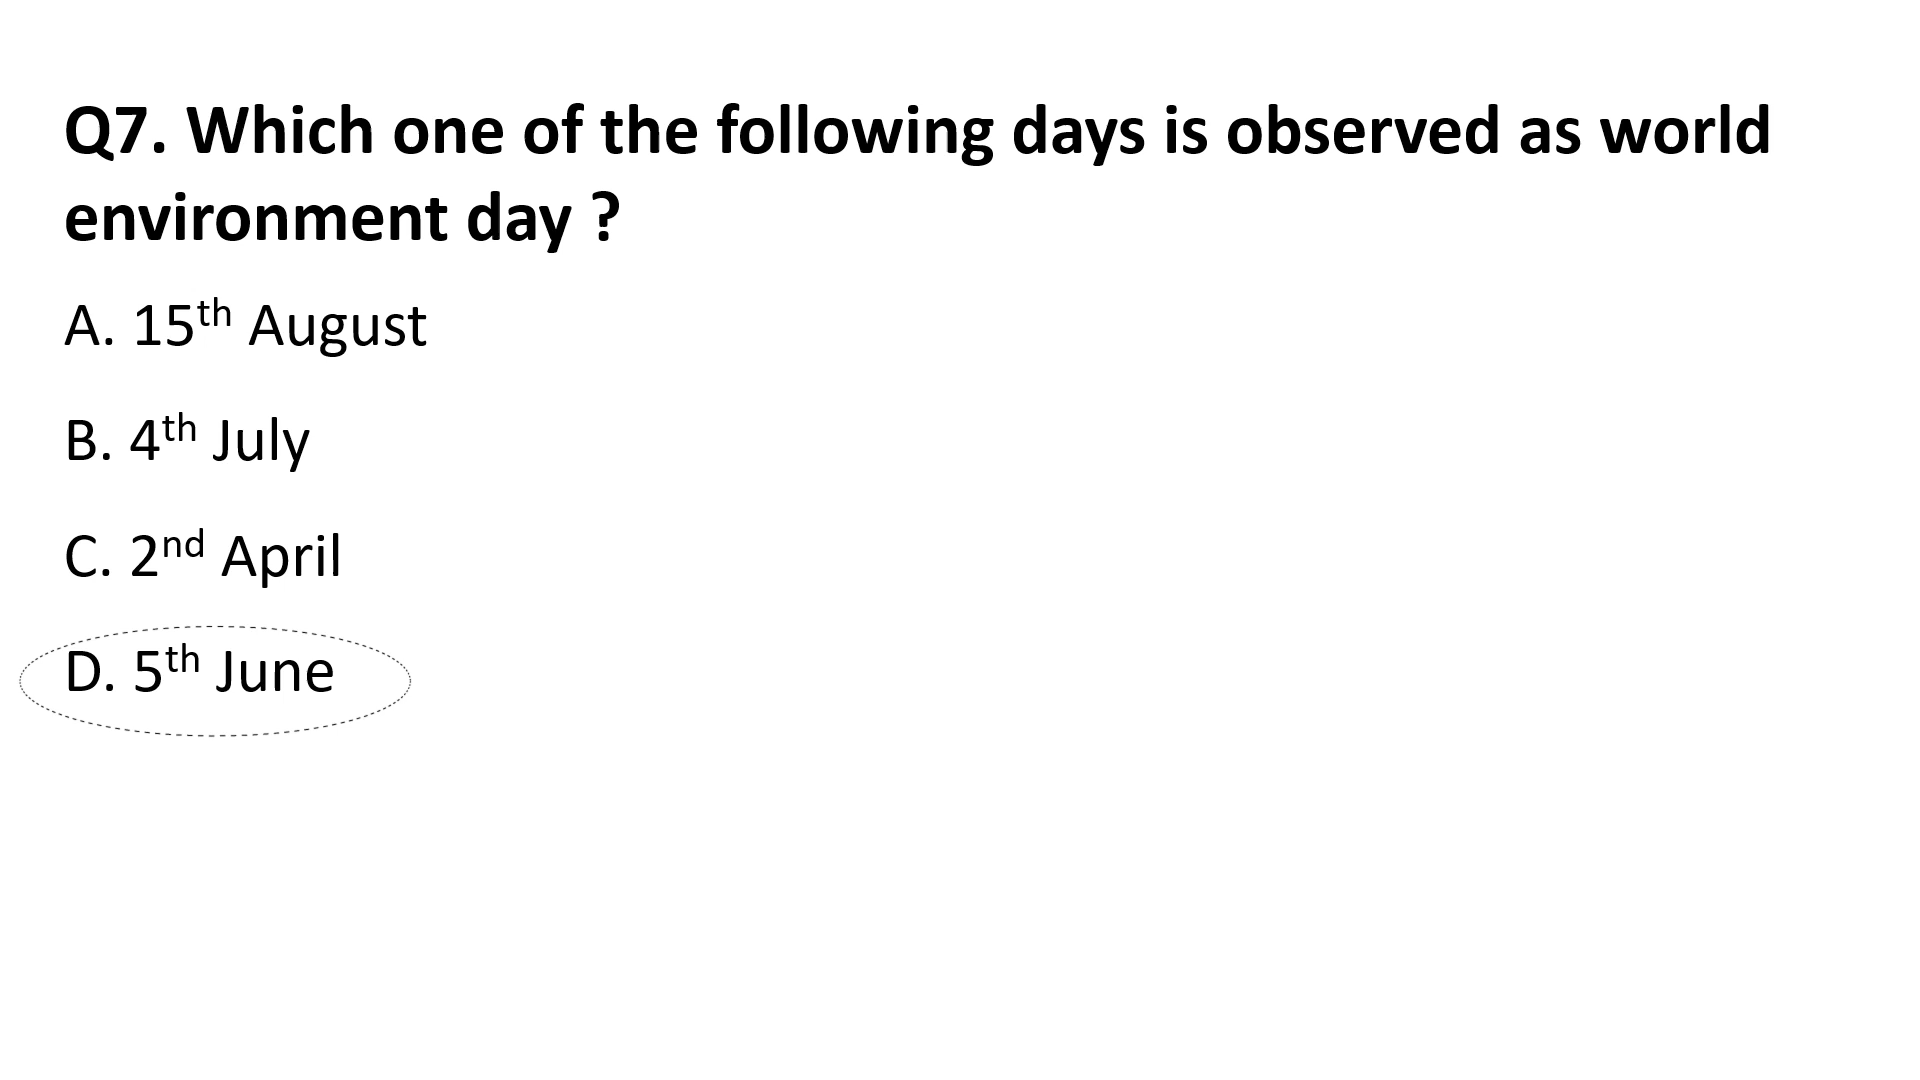 Q7. Which one of the following days is observed as world
environment day ?
A. 15th August
B. 4th July
C. 2nd April
D. 5th June